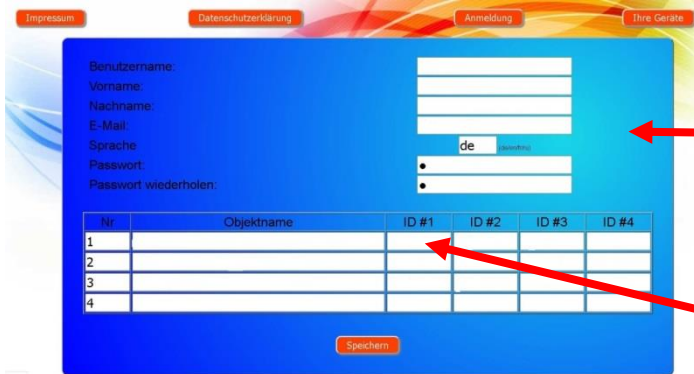 Impressum Datenschutzerklärung Anmeldung Ihre Geräte
Benutzername:
Vorname:
Nachname:
E-Mail:
Sprache de
Passwort:
Passwort wiederholen:
Nr Objektname ID #1 ID #2 ID #3 ID #4
1
2
3
4
Speichern